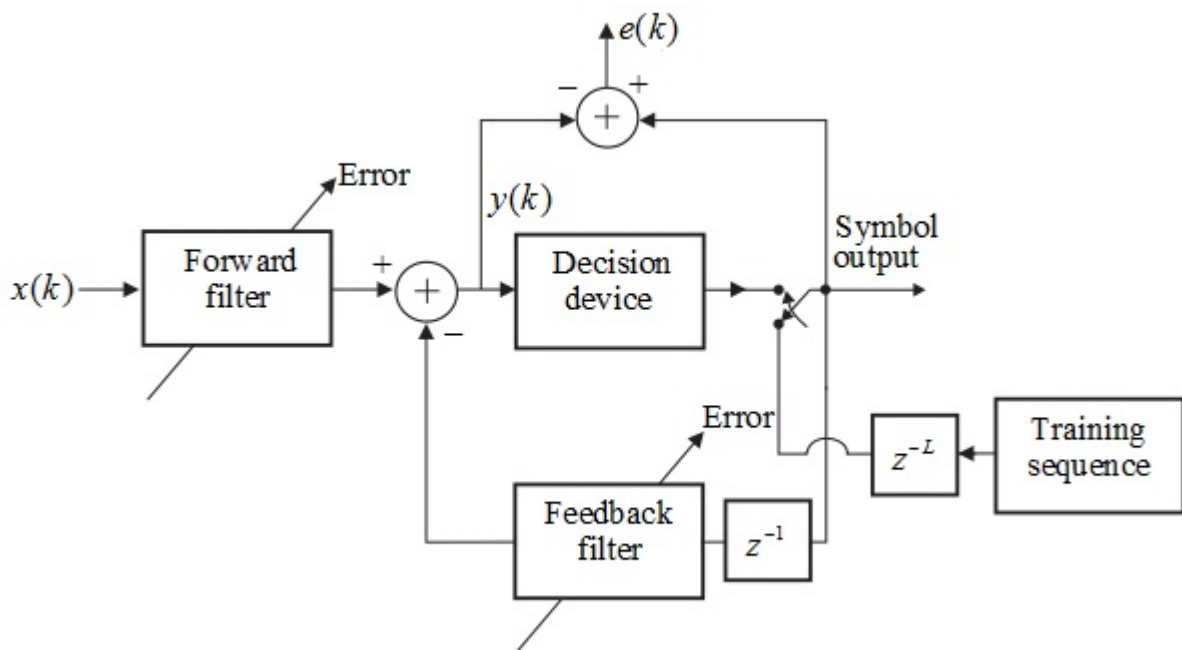 e(k)
− +
+
Error
y(k)
Symbol
output
Forward
filter
Decision
device
x(k)
+
+
−
Error
Training
sequence
z^{-L}
Feedback
filter
z^{-1}